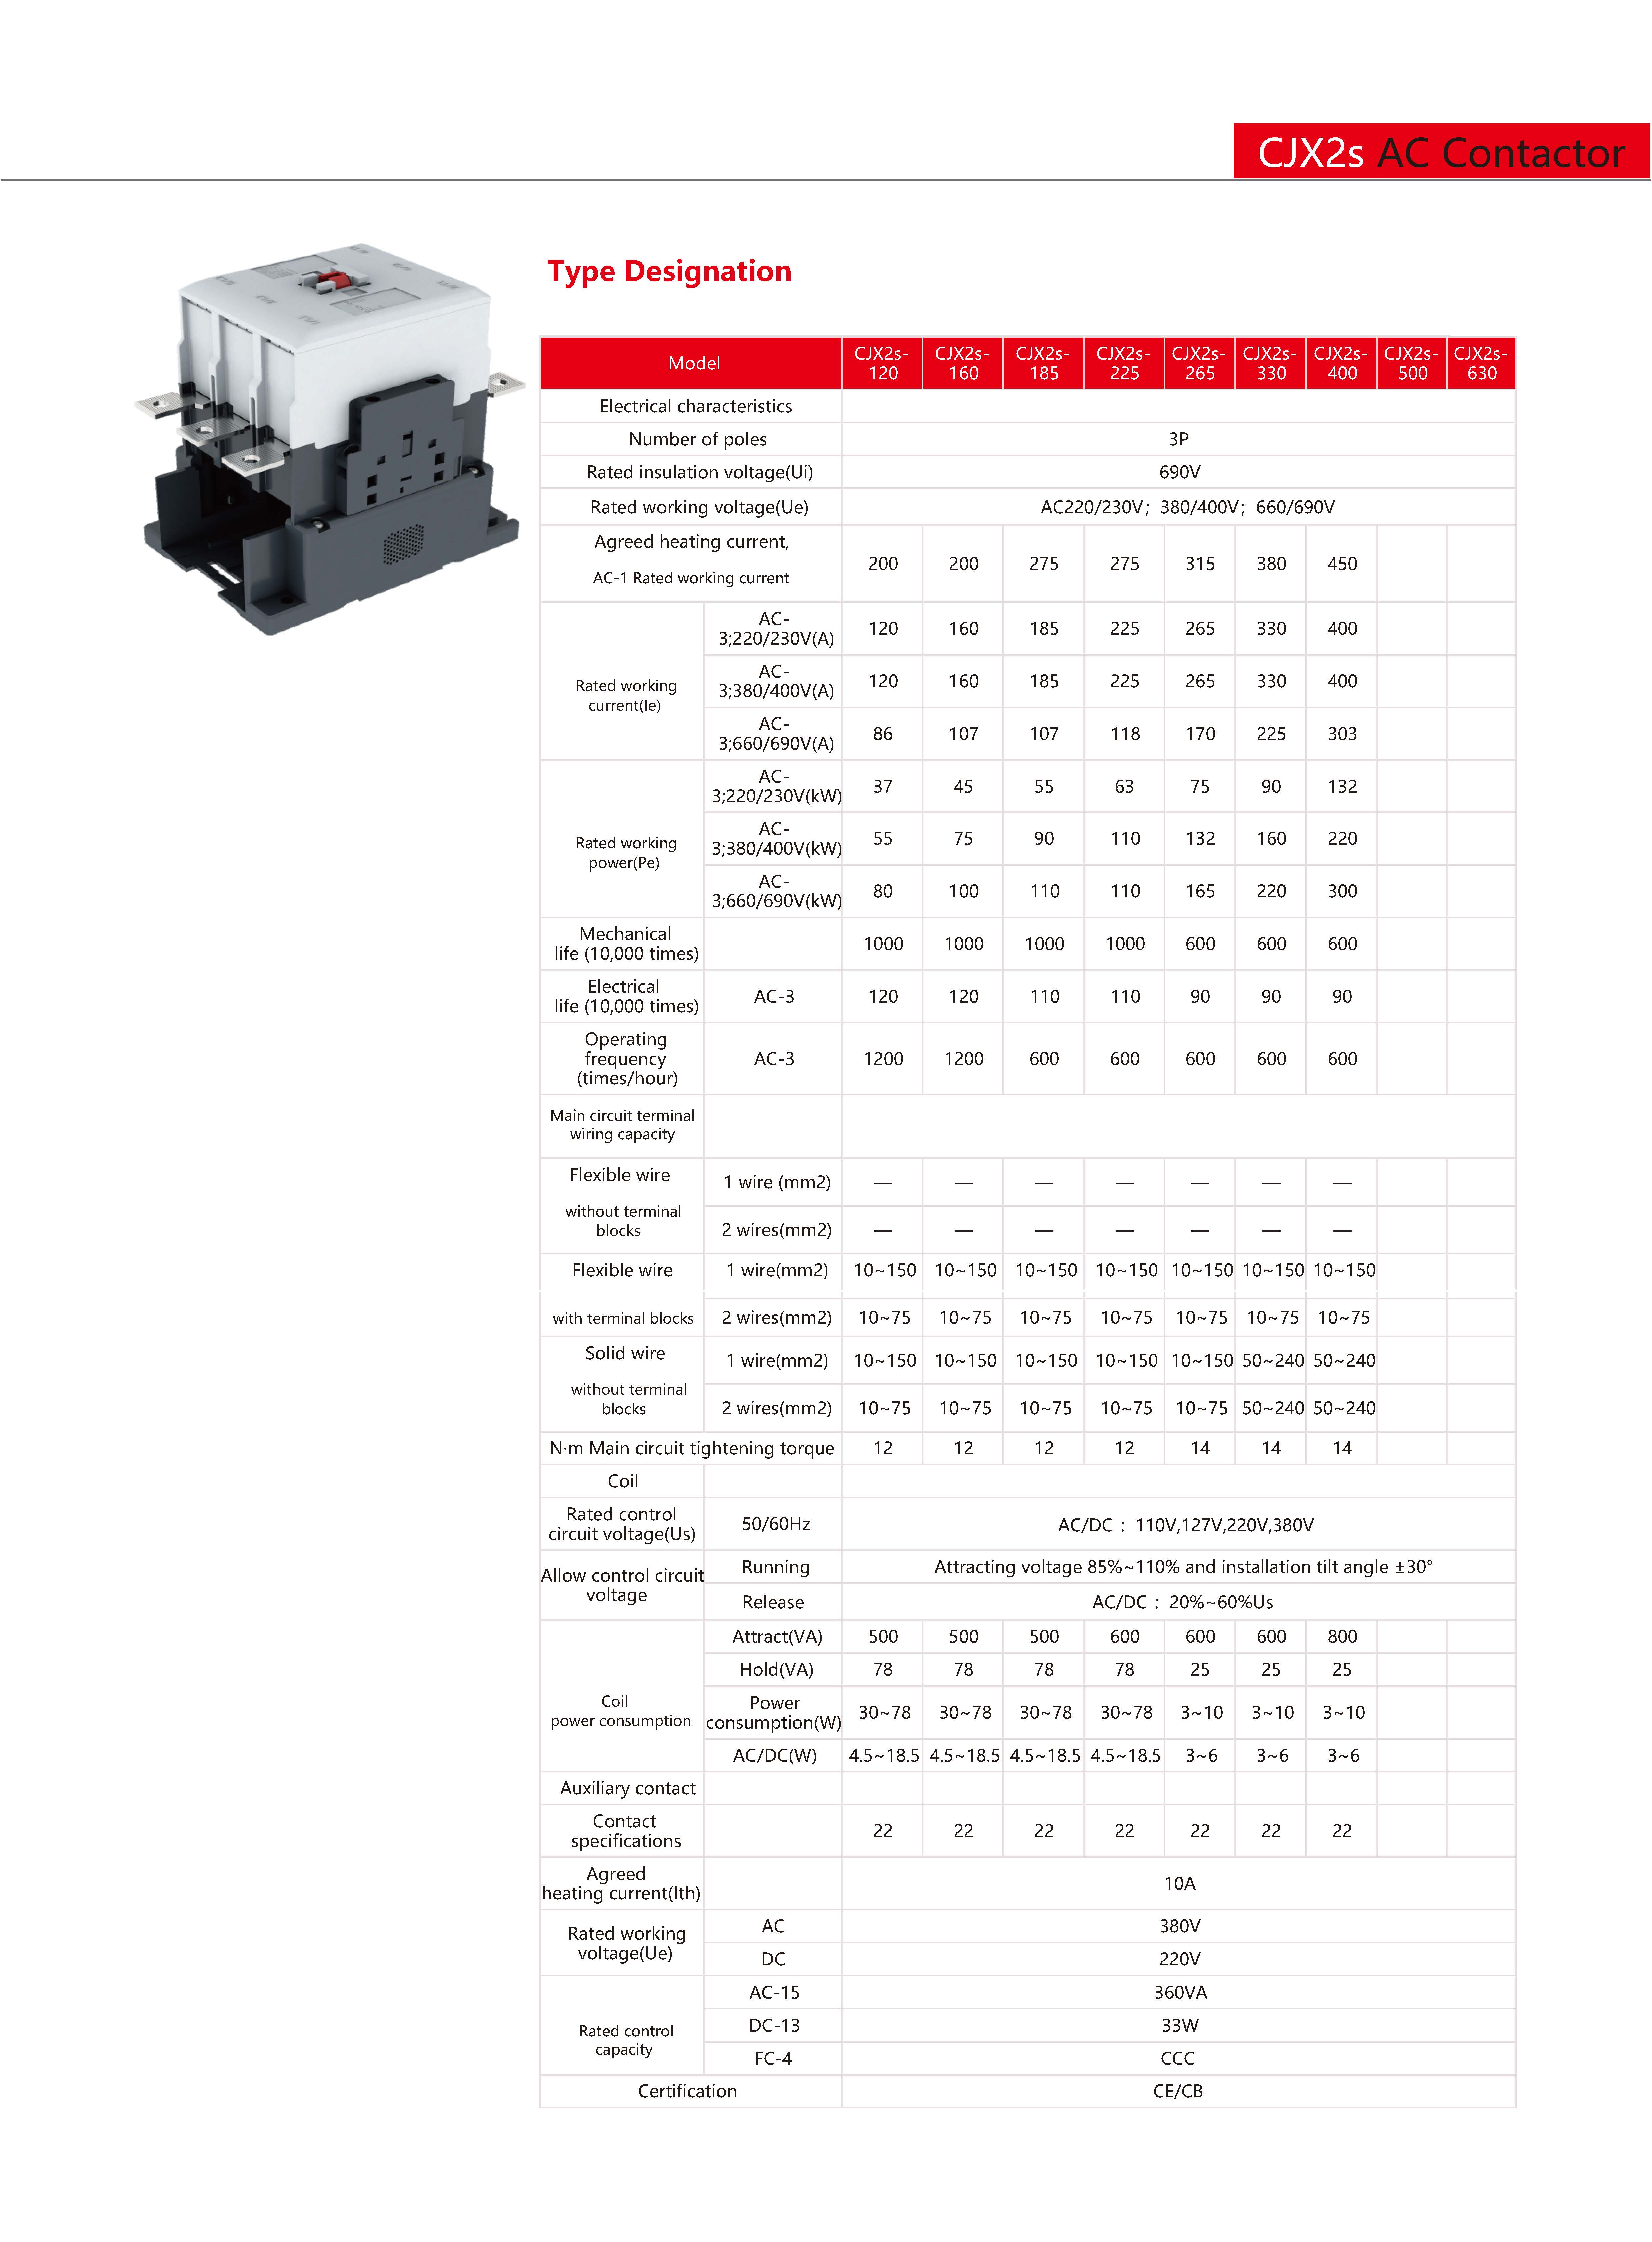 CJX2s AC Contactor
Type Designation
Model
CJX2s-
120
CJX2s-
160
CJX2s-
185
CJX2s-
225
CJX2s-
265
CJX2s-
330
CJX2s-
400
CJX2s-
500
CJX2s-
630
Electrical characteristics
Number of poles
3P
Rated insulation voltage(Ui)
690V
Rated working voltage(Ue)
AC220/230V；380/400V；660/690V
Agreed heating current,
AC-1 Rated working current
200 200 275 275 315 380 450
Rated working
current(Ie)
AC-
3;220/230V(A)
120 160 185 225 265 330 400
AC-
3;380/400V(A)
120 160 185 225 265 330 400
AC-
3;660/690V(A)
86 107 107 118 170 225 303
Rated working
power(Pe)
AC-
3;220/230V(kW)
37 45 55 63 75 90 132
AC-
3;380/400V(kW)
55 75 90 110 132 160 220
AC-
3;660/690V(kW)
80 100 110 110 165 220 300
Mechanical
life (10,000 times)
1000 1000 1000 1000 600 600 600
Electrical
life (10,000 times)
AC-3
120 120 110 110 90 90 90
Operating
frequency
(times/hour)
AC-3
1200 1200 600 600 600 600 600
Main circuit terminal
wiring capacity
Flexible wire
without terminal
blocks
1 wire (mm2)
— — — — — — —
2 wires(mm2)
— — — — — — —
Flexible wire
with terminal blocks
1 wire(mm2)
10~150 10~150 10~150 10~150 10~150 10~150 10~150
2 wires(mm2)
10~75 10~75 10~75 10~75 10~75 10~75 10~75
Solid wire
without terminal
blocks
1 wire(mm2)
10~150 10~150 10~150 10~150 10~150 50~240 50~240
2 wires(mm2)
10~75 10~75 10~75 10~75 10~75 50~240 50~240
N·m Main circuit tightening torque
12 12 12 12 14 14 14
Coil
Rated control
circuit voltage(Us)
50/60Hz
AC/DC： 110V,127V,220V,380V
Allow control circuit
voltage
Running
Attracting voltage 85%~110% and installation tilt angle ±30°
Release
AC/DC： 20%~60%Us
Coil
power consumption
Attract(VA)
500 500 500 600 600 600 800
Hold(VA)
78 78 78 78 25 25 25
Power
consumption(W)
30~78 30~78 30~78 30~78 3~10 3~10 3~10
AC/DC(W)
4.5~18.5 4.5~18.5 4.5~18.5 4.5~18.5 3~6 3~6 3~6
Auxiliary contact
Contact
specifications
22 22 22 22 22 22 22
Agreed
heating current(Ith)
10A
Rated working
voltage(Ue)
AC
380V
DC
220V
Rated control
capacity
AC-15
360VA
DC-13
33W
FC-4
CCC
Certification
CE/CB